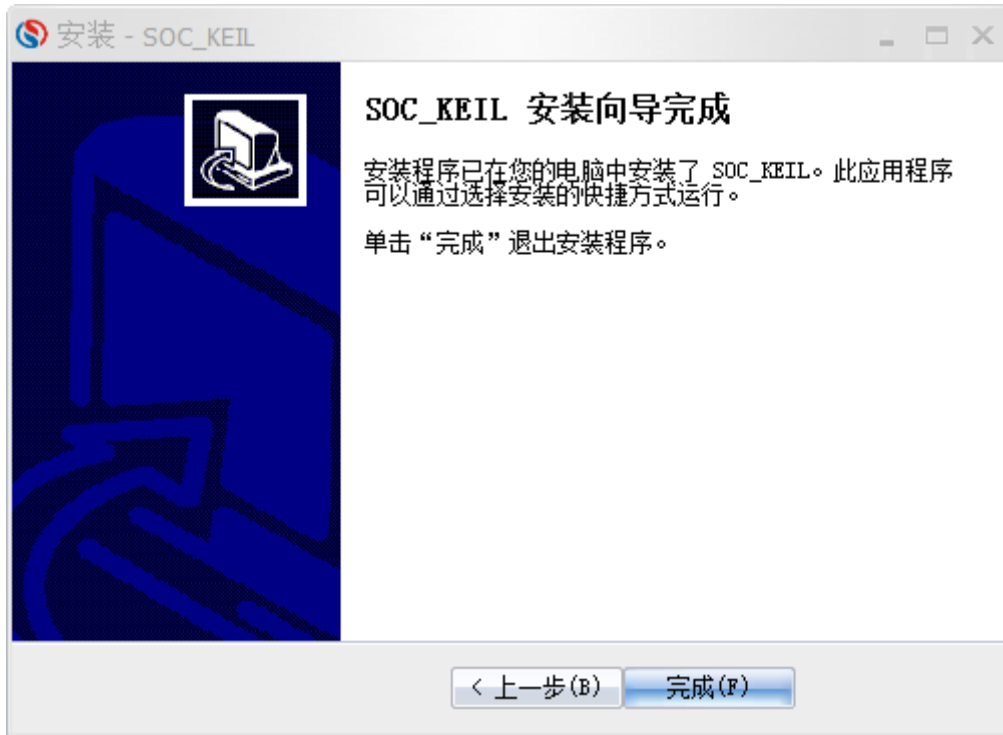 安装 - SOC_KEIL
SOC_KEIL 安装向导完成
安装程序已在您的电脑中安装了 SOC_KEIL。此应用程序
可以通过选择安装的快捷方式运行。
单击“完成”退出安装程序。
< 上一步(B)
完成(F)